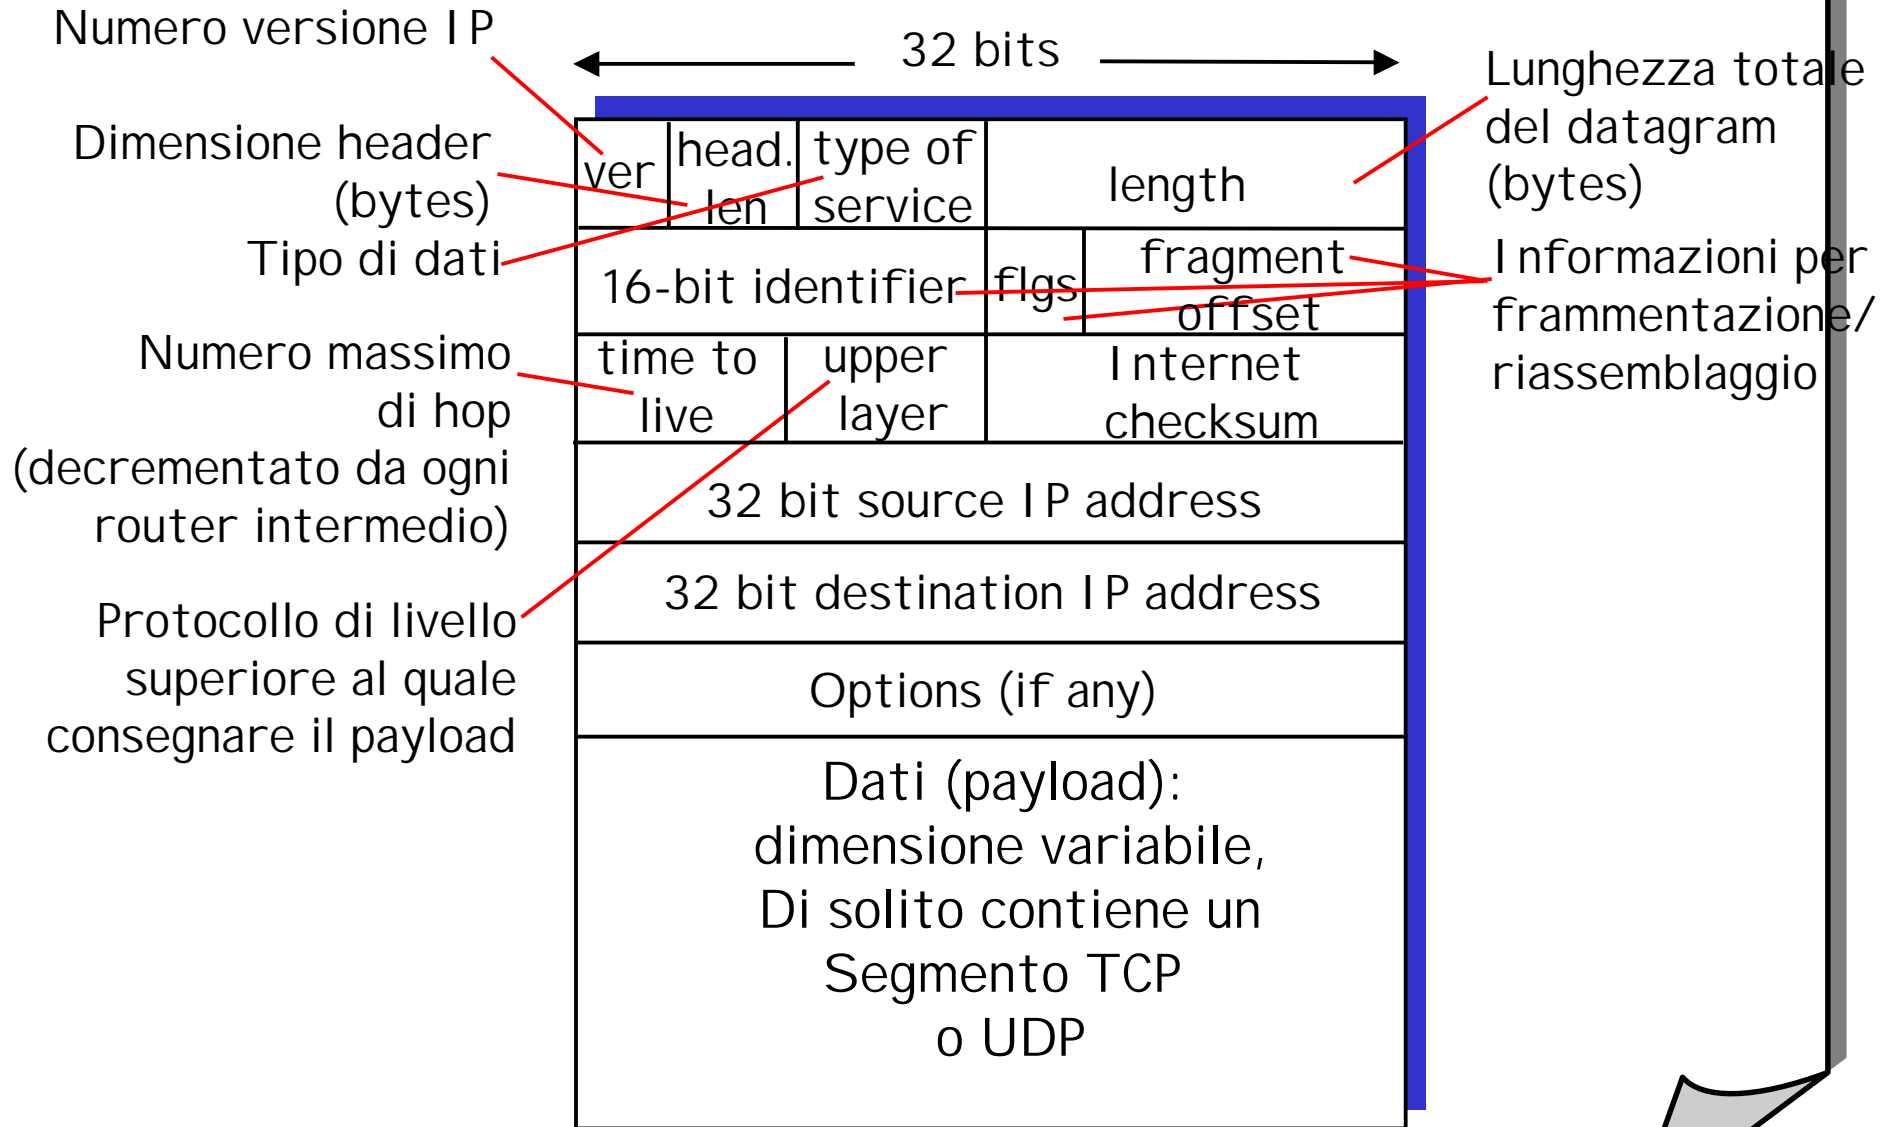 Numero versione IP
32 bits
Dimensione header
(bytes)
Tipo di dati
Numero massimo
di hop
(decrementato da ogni
router intermedio)
Protocollo di livello
superiore al quale
consegnare il payload
ver
head.
len
type of
service
length
16-bit identifier
flgs
fragment
offset
time to
live
upper
layer
Internet
checksum
32 bit source IP address
32 bit destination IP address
Options (if any)
Dati (payload):
dimensione variabile,
Di solito contiene un
Segmento TCP
o UDP
Lunghezza totale
del datagram
(bytes)
Informazioni per
frammentazione/
riassemblaggio